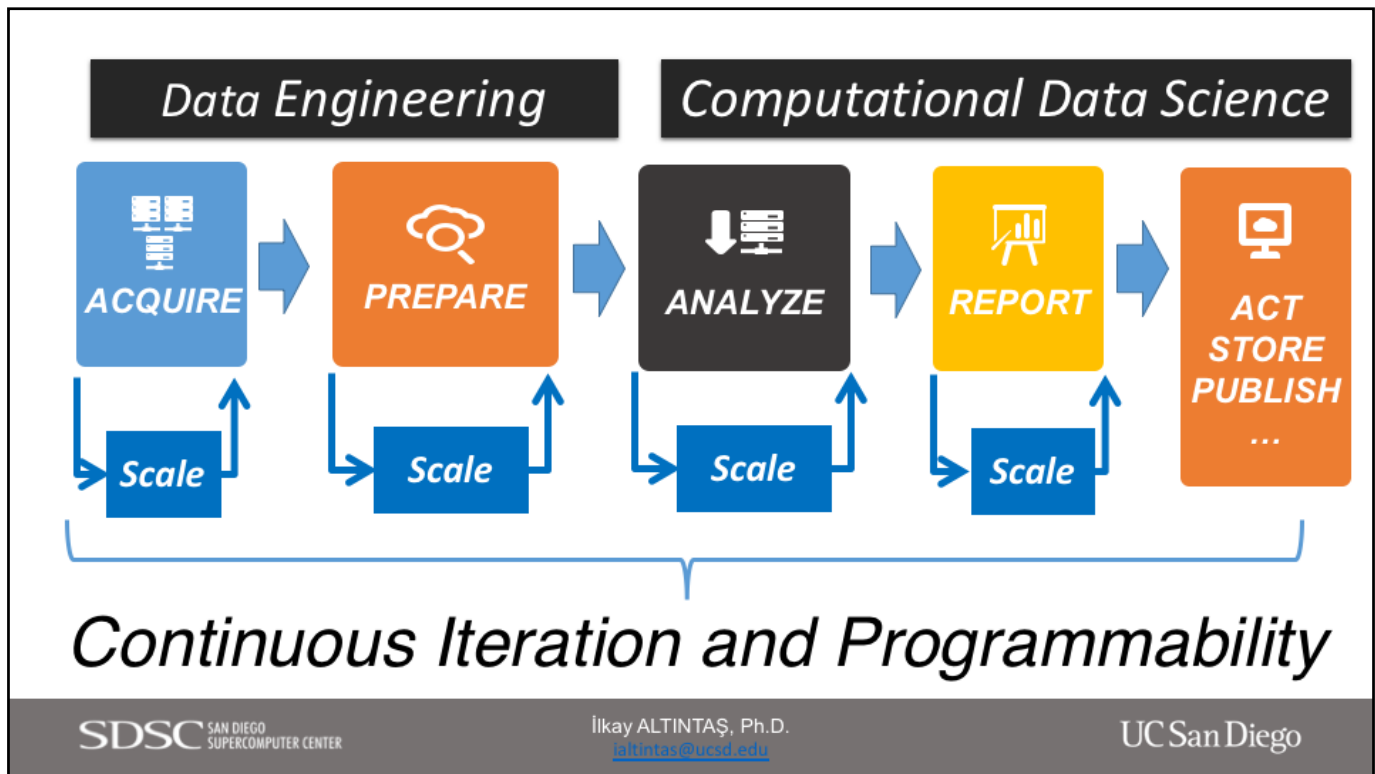 Data Engineering
Computational Data Science
ACQUIRE
PREPARE
ANALYZE
REPORT
ACT
STORE
PUBLISH
...
Scale
Scale
Scale
Scale
Continuous Iteration and Programmability
SDSC SAN DIEGO
SUPERCOMPUTER CENTER
İlkay ALTINTAŞ, Ph.D.
ialtintas@ucsd.edu
UC San Diego